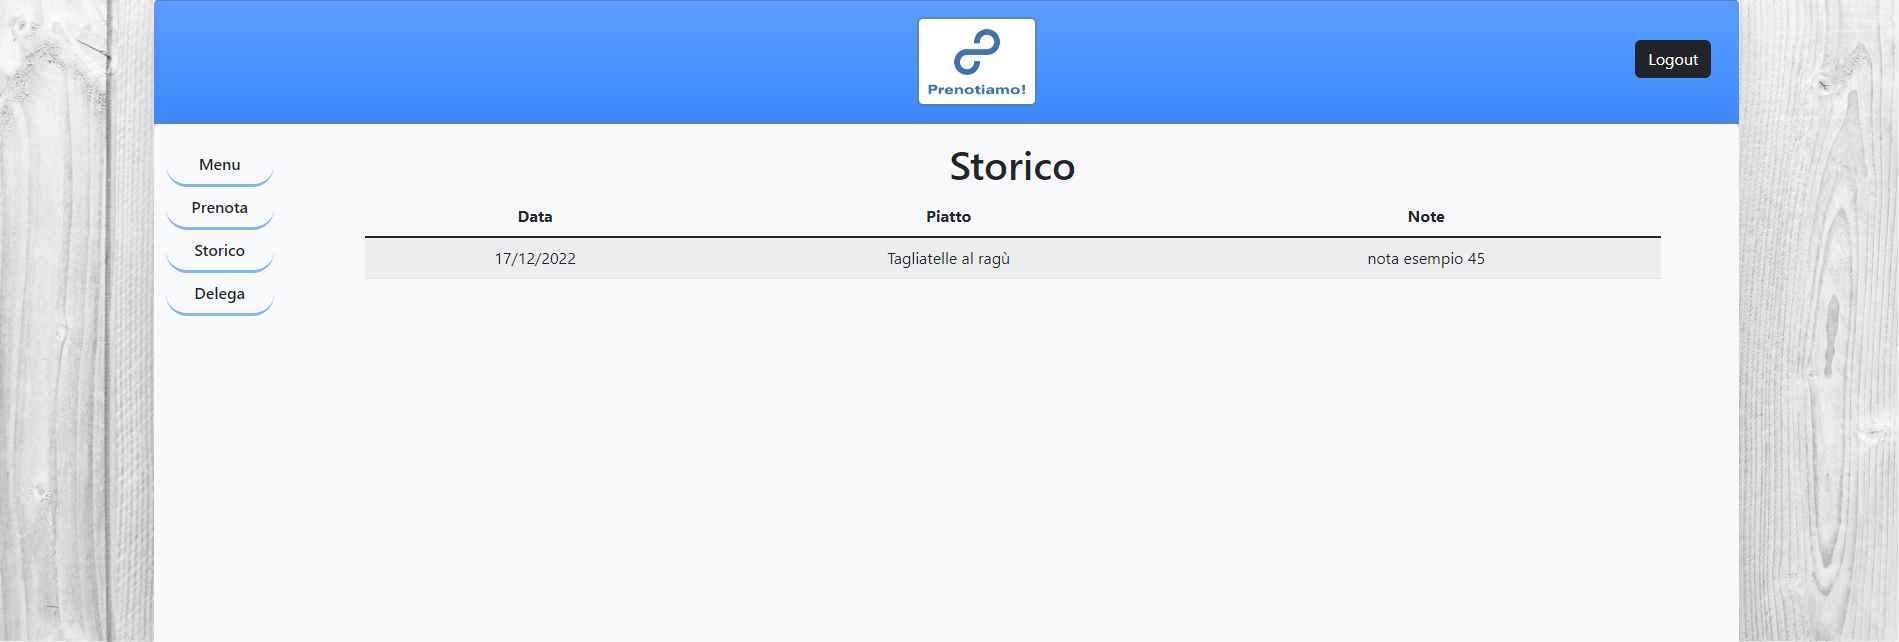 Prenotiamo!
Logout
Menu
Prenota
Storico
Delega
Storico
Data Piatto Note
17/12/2022 Tagliatelle al ragù nota esempio 45